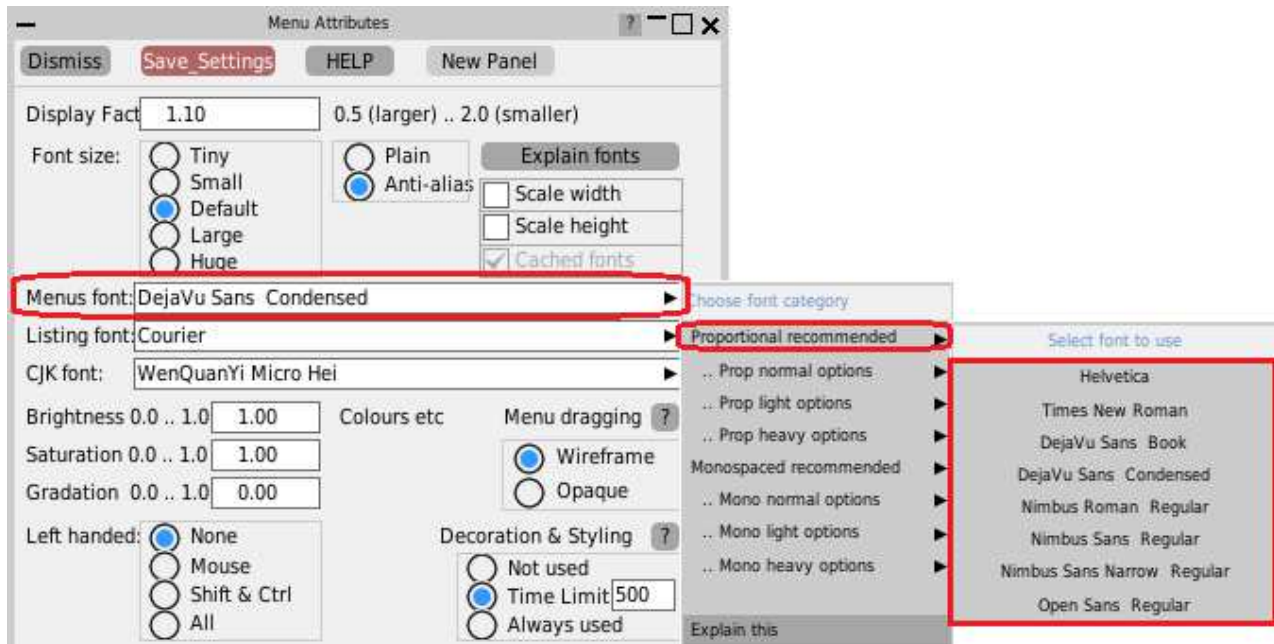 Menu Attributes ?
Dismiss Save_Settings HELP New Panel
Display Fact 1.10 0.5 (larger) .. 2.0 (smaller)
Font size: Tiny Plain Explain fonts
Small Anti-alias Scale width
Default
Large Scale height
Huge Cached fonts
Menus font: DejaVu Sans Condensed
Listing font: Courier
CJK font: WenQuanYi Micro Hei
Brightness 0.0 .. 1.0 1.00 Colours etc Menu dragging ?
Saturation 0.0 .. 1.0 1.00 Wireframe
Gradation 0.0 .. 1.0 0.00 Opaque
Left handed: None Decoration & Styling ?
Mouse Not used
Shift & Ctrl Time Limit 500
All Always used
Choose font category
Proportional recommended
.. Prop normal options
.. Prop light options
.. Prop heavy options
Monospaced recommended
.. Mono normal options
.. Mono light options
.. Mono heavy options
Explain this
Select font to use
Helvetica
Times New Roman
DejaVu Sans Book
DejaVu Sans Condensed
Nimbus Roman Regular
Nimbus Sans Regular
Nimbus Sans Narrow Regular
Open Sans Regular